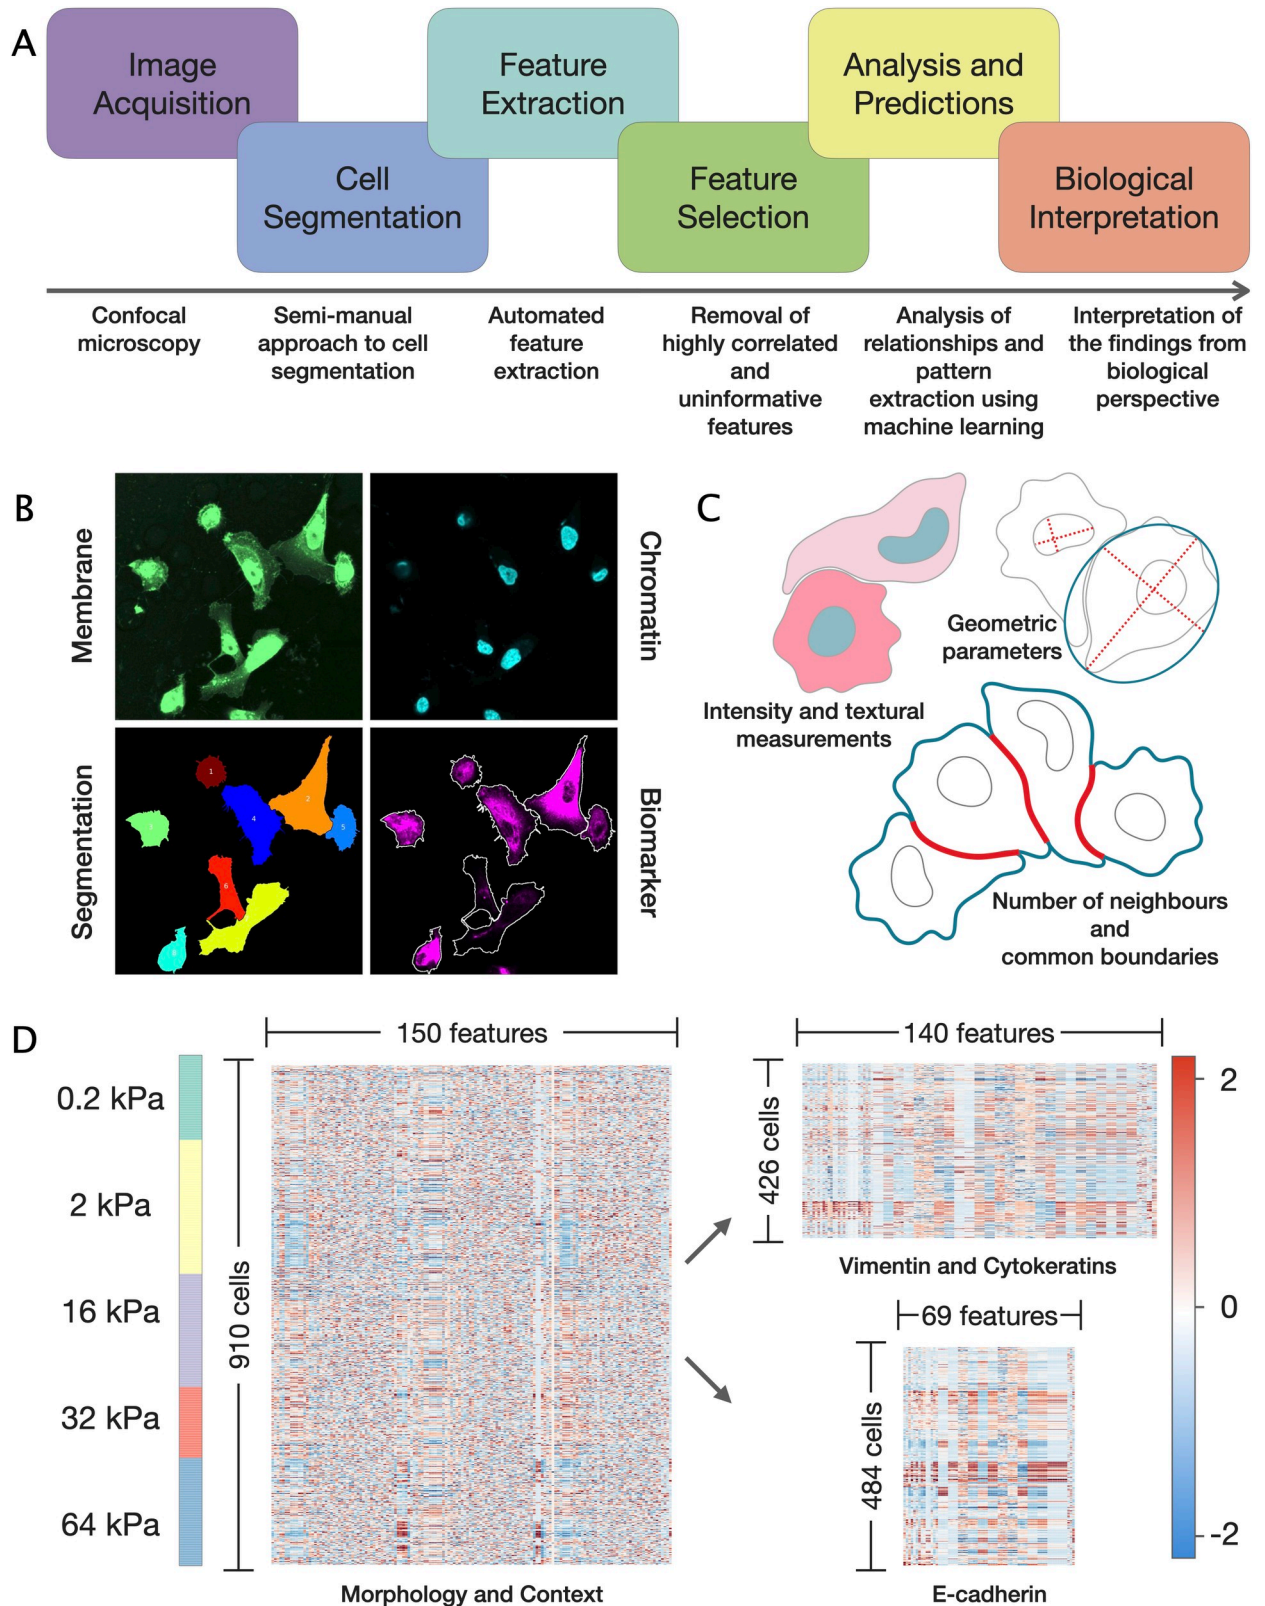 A
Image
Acquisition
Feature
Extraction
Analysis and
Predictions
Cell
Segmentation
Feature
Selection
Biological
Interpretation
Confocal
microscopy
Semi-manual
approach to cell
segmentation
Automated
feature
extraction
Removal of
highly correlated
and
uninformative
features
Analysis of
relationships and
pattern
extraction using
machine learning
Interpretation of
the findings from
biological
perspective
B
Membrane
Chromatin
Segmentation
Biomarker
1
2
4
5
6
C
Geometric
parameters
Intensity and textural
measurements
Number of neighbours
and
common boundaries
D
150 features
140 features
0.2 kPa
2 kPa
16 kPa
32 kPa
64 kPa
910 cells
Morphology and Context
426 cells
Vimentin and Cytokeratins
69 features
484 cells
E-cadherin
2
0
-2